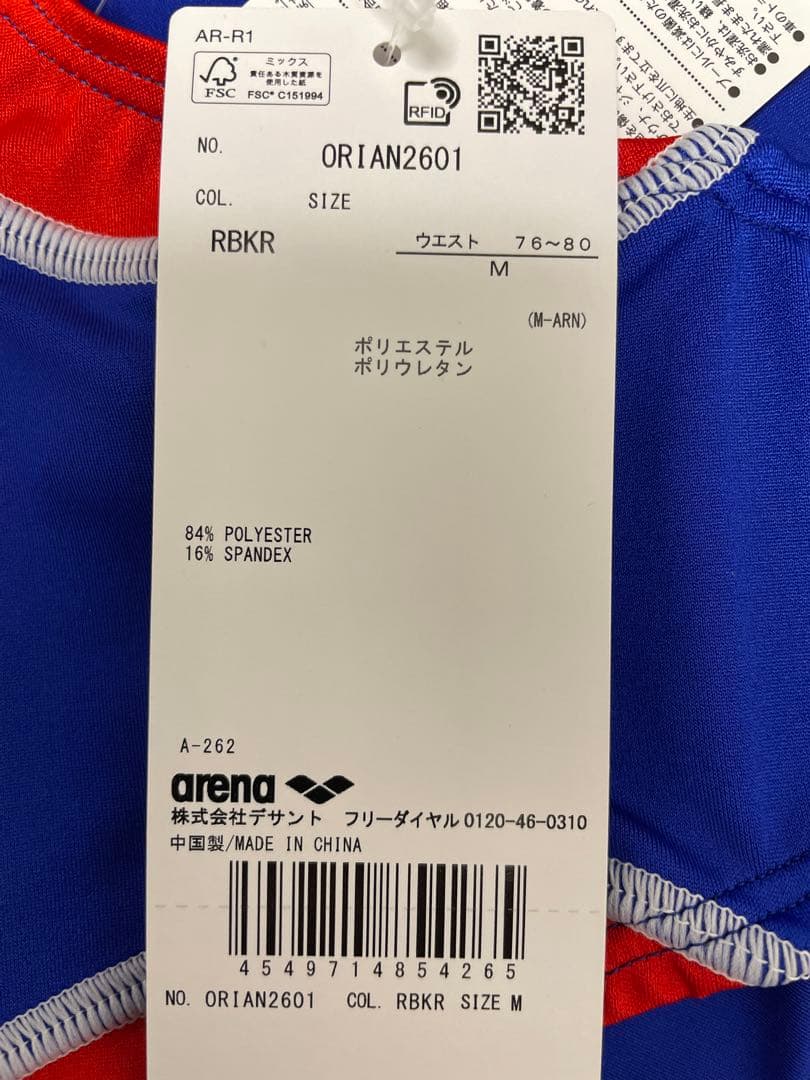 AR-R1
FSC
ミックス
責任ある木質資源を
使用した紙
FSC® C151994
RFID
NO. ORIAN2601
COL. SIZE
RBKR ウエスト 76~80
M
(M-ARN)
ポリエステル
ポリウレタン
84% POLYESTER
16% SPANDEX
A-262
arena
株式会社デサント フリーダイヤル 0120-46-0310
中国製/MADE IN CHINA
4549714854265
NO. ORIAN2601 COL. RBKR SIZE M